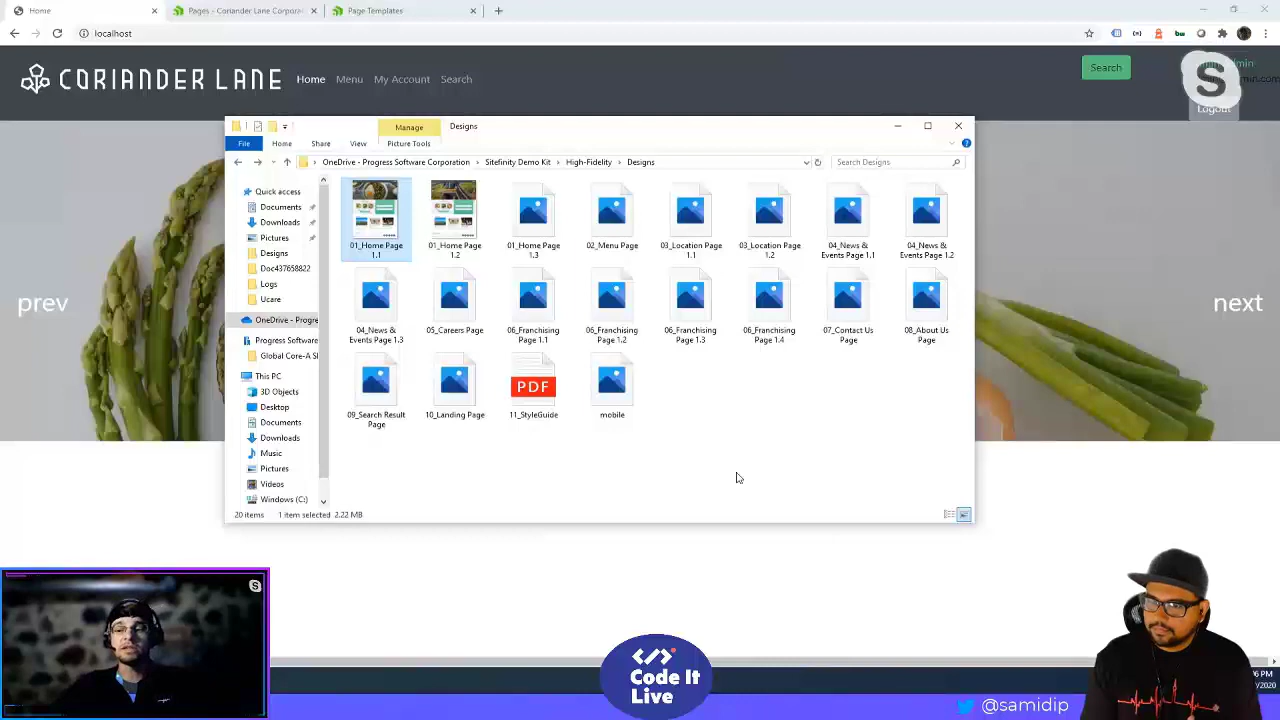 Home
Pages - Coriander Lane Corpora
Page Templates
localhost
CORIANDER LANE
Home Menu My Account Search
Search
Logout
prev
next
Manage
Designs
File Home Share View Picture Tools
OneDrive - Progress Software Corporation > Sitefinity Demo Kit > High-Fidelity > Designs
Search Designs
Quick access
Documents
Downloads
Pictures
Designs
Doc437658822
Logs
Ucare
OneDrive - Progre
Progress Software
Global Core-A Sl
This PC
3D Objects
Desktop
Documents
Downloads
Music
Pictures
Videos
Windows (C:)
01_Home Page 1.1
01_Home Page 1.2
01_Home Page 1.3
02_Menu Page
03_Location Page 1.1
03_Location Page 1.2
04_News & Events Page 1.1
04_News & Events Page 1.2
04_News & Events Page 1.3
05_Careers Page
06_Franchising Page 1.1
06_Franchising Page 1.2
06_Franchising Page 1.3
06_Franchising Page 1.4
07_Contact Us Page
08_About Us Page
09_Search Result Page
10_Landing Page
PDF
11_StyleGuide
mobile
20 items 1 item selected 2.22 MB
Code It
Live
@samidip